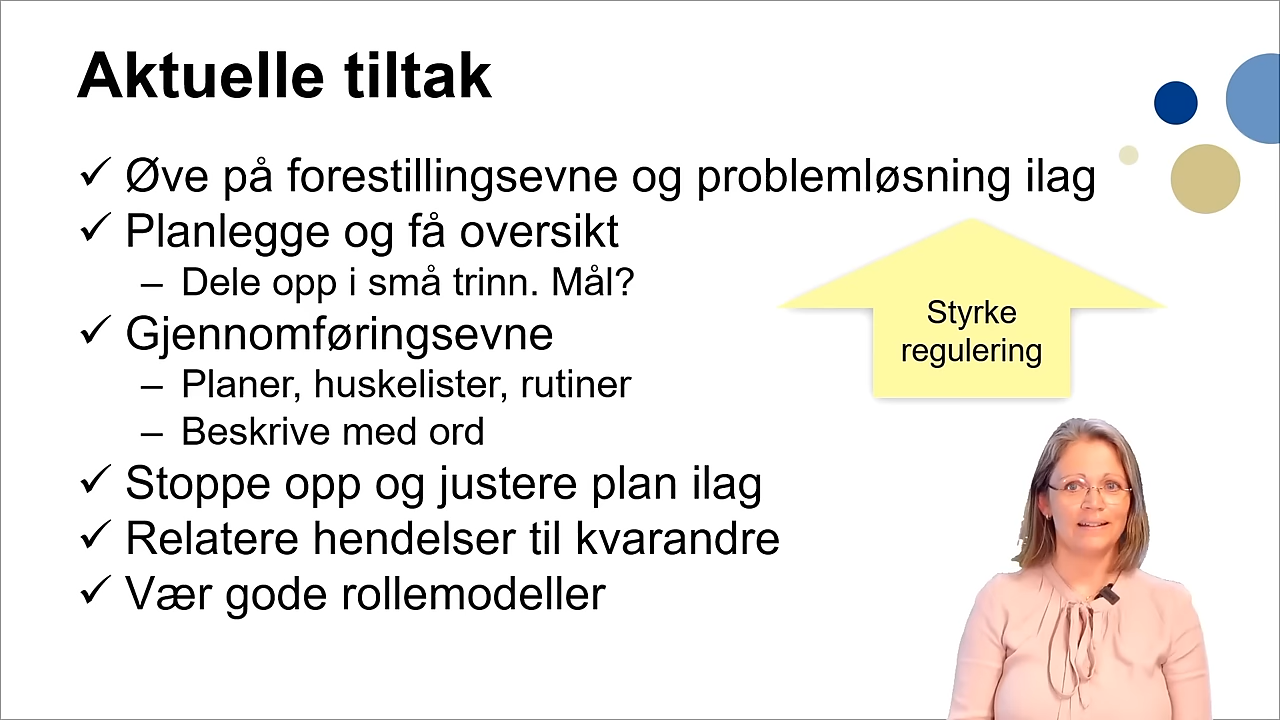 Aktuelle tiltak
✓ Øve på forestillingsevne og problemløsning ilag
✓ Planlegge og få oversikt
– Dele opp i små trinn. Mål?
✓ Gjennomføringsevne
– Planer, huskelister, rutiner
– Beskrive med ord
✓ Stoppe opp og justere plan ilag
✓ Relatere hendelser til kvarandre
✓ Vær gode rollemodeller
Styrke
regulering